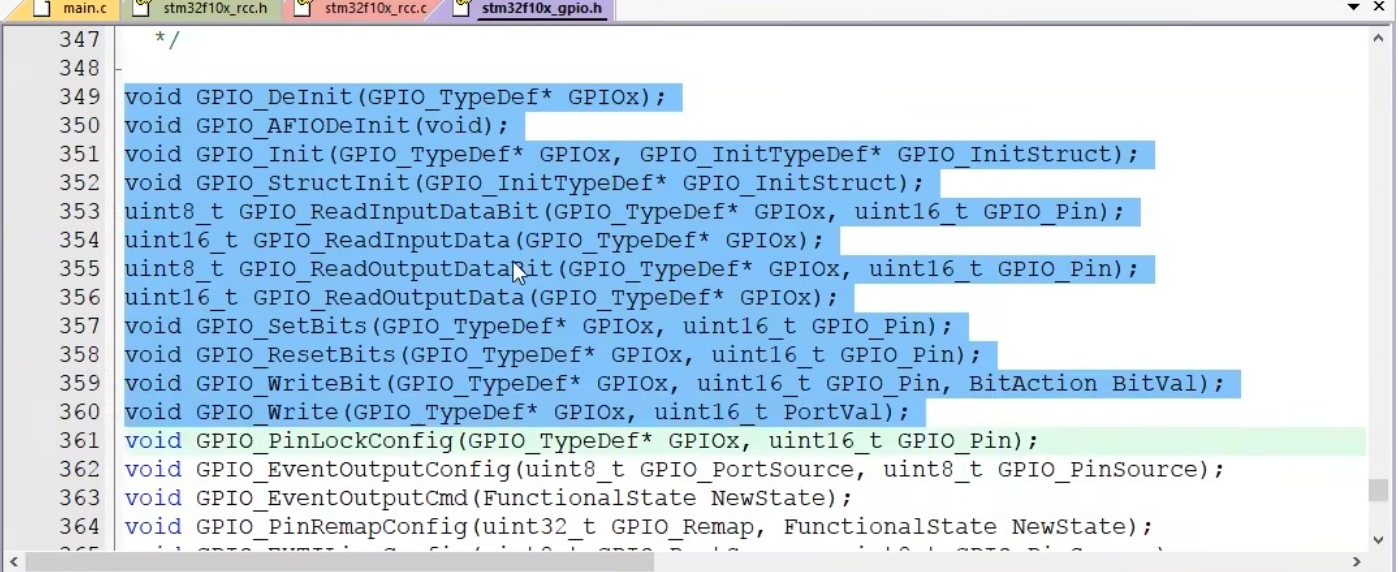 main.c stm32f10x_rcc.h stm32f10x_rcc.c stm32f10x_gpio.h
347 */
348
349 void GPIO_DeInit(GPIO_TypeDef* GPIOx);
350 void GPIO_AFIODeInit(void);
351 void GPIO_Init(GPIO_TypeDef* GPIOx, GPIO_InitTypeDef* GPIO_InitStruct);
352 void GPIO_StructInit(GPIO_InitTypeDef* GPIO_InitStruct);
353 uint8_t GPIO_ReadInputDataBit(GPIO_TypeDef* GPIOx, uint16_t GPIO_Pin);
354 uint16_t GPIO_ReadInputData(GPIO_TypeDef* GPIOx);
355 uint8_t GPIO_ReadOutputDataBit(GPIO_TypeDef* GPIOx, uint16_t GPIO_Pin);
356 uint16_t GPIO_ReadOutputData(GPIO_TypeDef* GPIOx);
357 void GPIO_SetBits(GPIO_TypeDef* GPIOx, uint16_t GPIO_Pin);
358 void GPIO_ResetBits(GPIO_TypeDef* GPIOx, uint16_t GPIO_Pin);
359 void GPIO_WriteBit(GPIO_TypeDef* GPIOx, uint16_t GPIO_Pin, BitAction BitVal);
360 void GPIO_Write(GPIO_TypeDef* GPIOx, uint16_t PortVal);
361 void GPIO_PinLockConfig(GPIO_TypeDef* GPIOx, uint16_t GPIO_Pin);
362 void GPIO_EventOutputConfig(uint8_t GPIO_PortSource, uint8_t GPIO_PinSource);
363 void GPIO_EventOutputCmd(FunctionalState NewState);
364 void GPIO_PinRemapConfig(uint32_t GPIO_Remap, FunctionalState NewState);